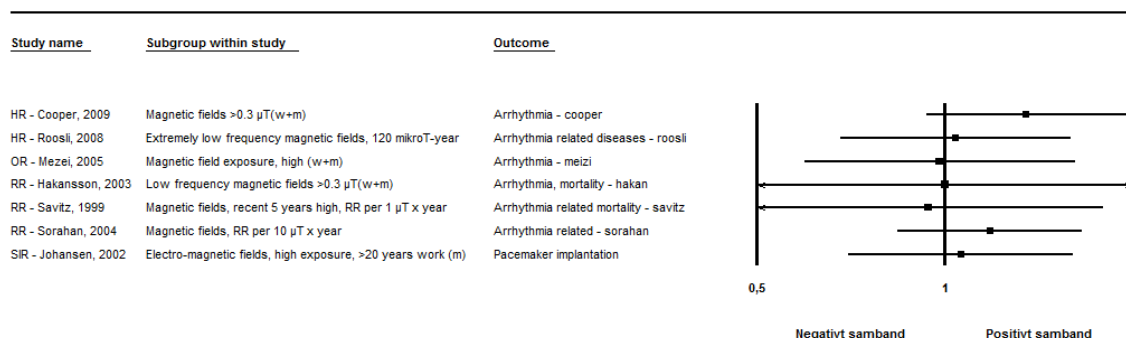 Study name Subgroup within study Outcome
HR - Cooper, 2009 Magnetic fields >0.3 µT(w+m) Arrhythmia - cooper
HR - Roosli, 2008 Extremely low frequency magnetic fields, 120 mikroT-year Arrhythmia related diseases - roosli
OR - Mezei, 2005 Magnetic field exposure, high (w+m) Arrhythmia - meizi
RR - Hakansson, 2003 Low frequency magnetic fields >0.3 µT(w+m) Arrhythmia, mortality - hakan
RR - Savitz, 1999 Magnetic fields, recent 5 years high, RR per 1 µT x year Arrhythmia related mortality - savitz
RR - Sorahan, 2004 Magnetic fields, RR per 10 µT x year Arrhythmia related - sorahan
SIR - Johansen, 2002 Electro-magnetic fields, high exposure, >20 years work (m) Pacemaker implantation
0,5 1
Negativt samband Positivt samband